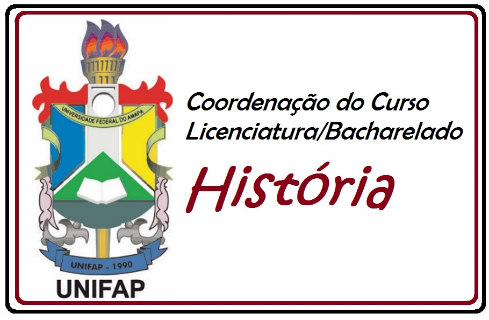 UNIVERSIDADE FEDERAL DO AMAPÁ
UNIFAP - 1990
UNIFAP
Coordenação do Curso
Licenciatura/Bacharelado
História